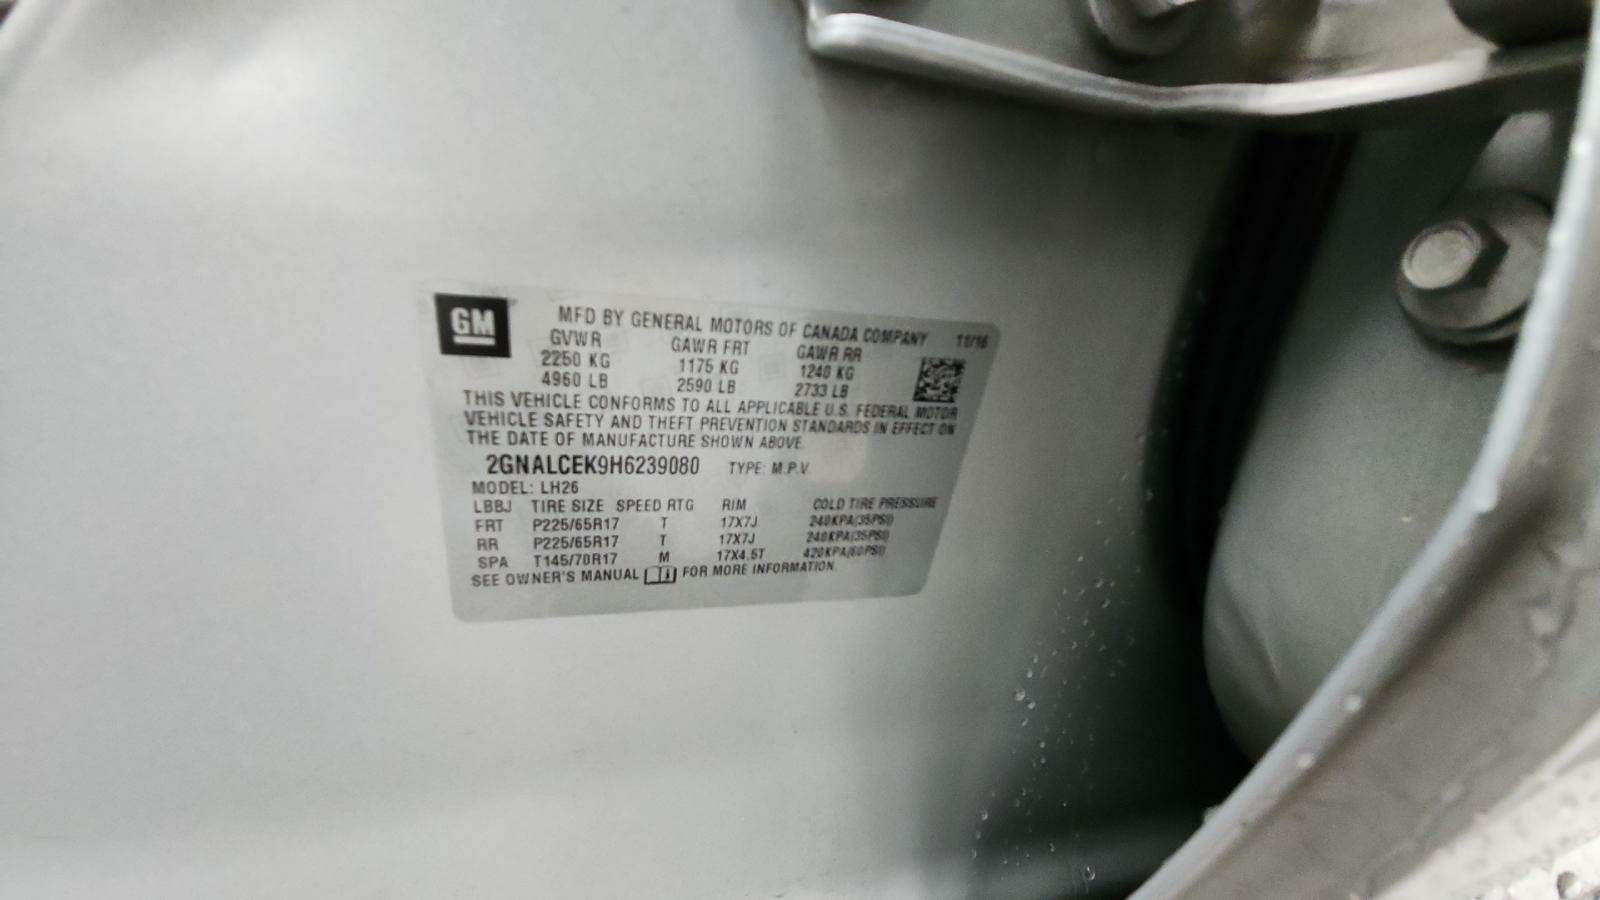 GM MFD BY GENERAL MOTORS OF CANADA COMPANY 11/16
GVWR GAWR FRT GAWR RR
2250 KG 1175 KG 1240 KG
4960 LB 2590 LB 2733 LB
THIS VEHICLE CONFORMS TO ALL APPLICABLE U.S. FEDERAL MOTOR
VEHICLE SAFETY AND THEFT PREVENTION STANDARDS IN EFFECT ON
THE DATE OF MANUFACTURE SHOWN ABOVE.
2GNALCEK9H6239080 TYPE: M.P.V.
MODEL: LH26
LBBJ TIRE SIZE SPEED RTG RIM COLD TIRE PRESSURE
FRT P225/65R17 T 17X7J 240KPA(35PSI)
RR P225/65R17 T 17X7J 240KPA(35PSI)
SPA T145/70R17 M 17X4.5T 420KPA(60PSI)
SEE OWNER'S MANUAL FOR MORE INFORMATION.